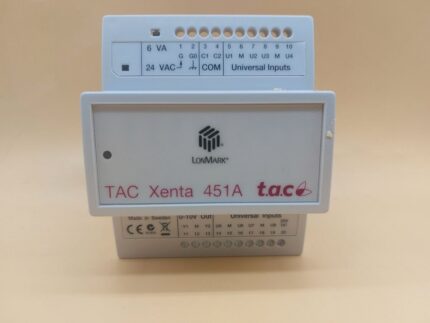 6 VA 1 2 3 4 5 6 7 8 9 10
G G0 C1 C2 U1 M U2 U3 M U4
24 VAC COM Universal Inputs
LONMARK®
TAC Xenta 451A t.a.c
Made in Sweden 0-10V Out Universal Inputs
CE